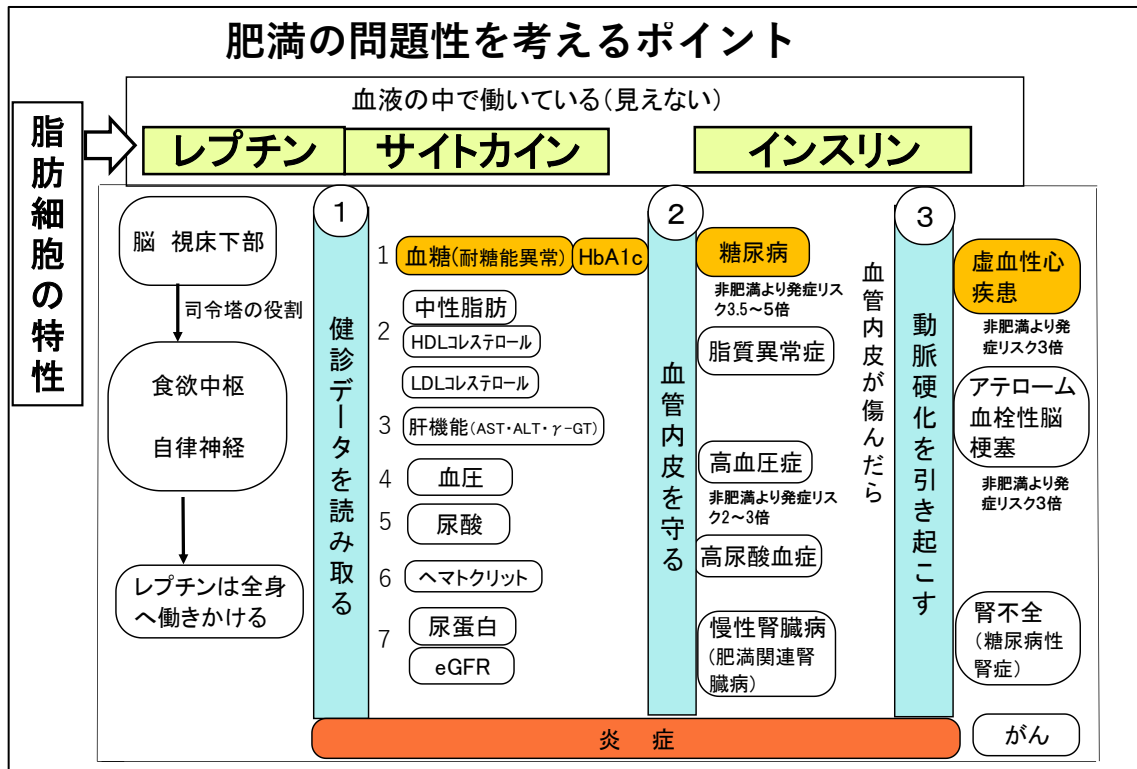 肥満の問題性を考えるポイント
脂肪細胞の特性
血液の中で働いている（見えない）
レプチン
サイトカイン
インスリン
脳 視床下部
司令塔の役割
食欲中枢
自律神経
レプチンは全身
へ働きかける
１
健診データを読み取る
1
血糖(耐糖能異常)
HbA1c
2
中性脂肪
HDLコレステロール
LDLコレステロール
3
肝機能(AST・ALT・γ-GT)
4
血圧
5
尿酸
6
ヘマトクリット
7
尿蛋白
eGFR
２
血管内皮を守る
糖尿病
非肥満より発症リス
ク3.5～5倍
脂質異常症
高血圧症
非肥満より発症リス
ク2～3倍
高尿酸血症
慢性腎臓病
（肥満関連腎
臓病）
血管内皮が傷んだら
３
動脈硬化を引き起こす
虚血性心
疾患
非肥満より発
症リスク3倍
アテローム
血栓性脳
梗塞
非肥満より発
症リスク3倍
腎不全
（糖尿病性
腎症）
がん
炎 症